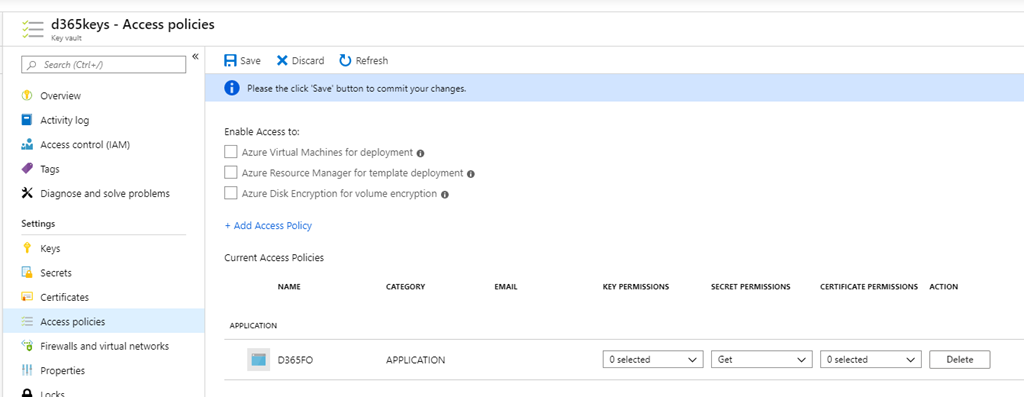 d365keys - Access policies
Key vault
Search (Ctrl+/)
«
Overview
Activity log
Access control (IAM)
Tags
Diagnose and solve problems
Settings
Keys
Secrets
Certificates
Access policies
Firewalls and virtual networks
Properties
Locks
Save Discard Refresh
Please the click 'Save' button to commit your changes.
Enable Access to:
Azure Virtual Machines for deployment
Azure Resource Manager for template deployment
Azure Disk Encryption for volume encryption
+ Add Access Policy
Current Access Policies
NAME CATEGORY EMAIL KEY PERMISSIONS SECRET PERMISSIONS CERTIFICATE PERMISSIONS ACTION
APPLICATION
D365FO APPLICATION 0 selected Get 0 selected Delete